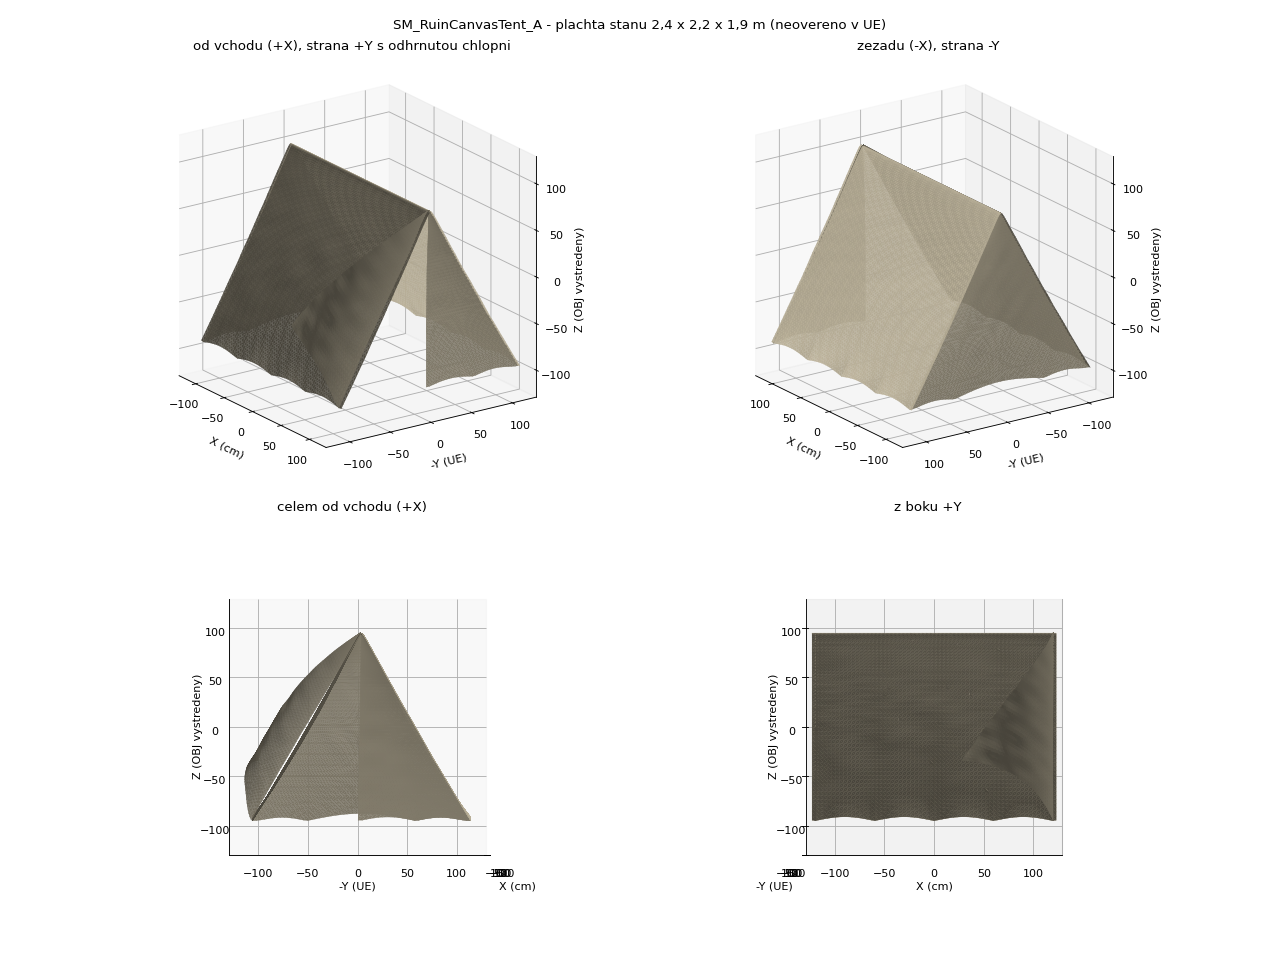 SM_RuinCanvasTent_A - plachta stanu 2,4 x 2,2 x 1,9 m (neovereno v UE)
od vchodu (+X), strana +Y s odhrnutou chlopni
100
50
0
−50
−100
Z (OBJ vystredeny)
−100
−50
0
50
100
X (cm)
−100
−50
0
50
100
-Y (UE)
zezadu (-X), strana -Y
100
50
0
−50
−100
Z (OBJ vystredeny)
100
50
0
−50
−100
X (cm)
100
50
0
−50
−100
-Y (UE)
celem od vchodu (+X)
100
50
0
−50
−100
Z (OBJ vystredeny)
−100
−50
0
50
100
-Y (UE)
X (cm)
z boku +Y
100
50
0
−50
−100
Z (OBJ vystredeny)
−100
−50
0
50
100
-Y (UE)
X (cm)